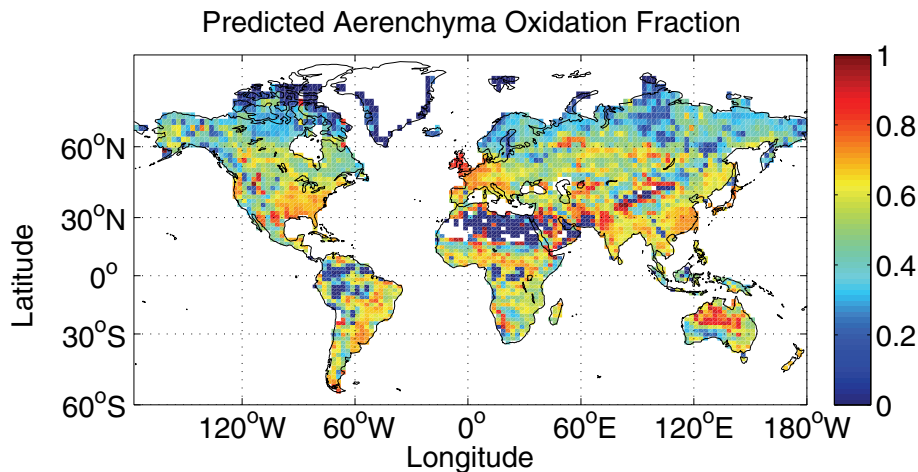 Predicted Aerenchyma Oxidation Fraction
1
0.8
0.6
0.4
0.2
0
60°N
30°N
0°
30°S
60°S
Latitude
120°W 60°W 0° 60°E 120°E 180°W
Longitude